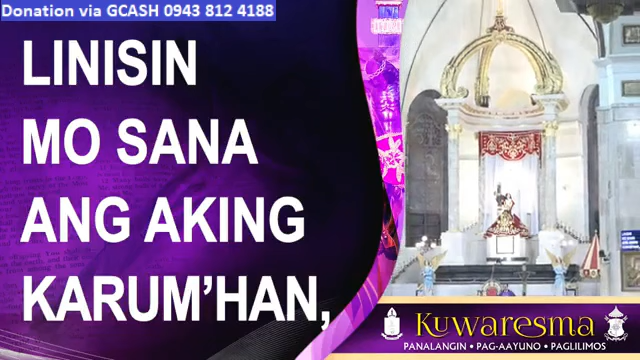 Donation via GCASH 0943 812 4188
LINISIN
MO SANA
ANG AKING
KARUM’HAN,
Kuwaresma
PANALANGIN • PAG-AAYUNO • PAGLILIMOS